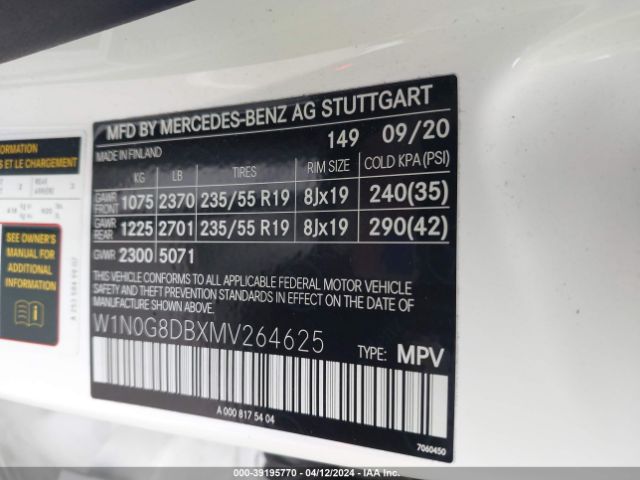 MFD BY MERCEDES-BENZ AG STUTTGART
149 09/20
MADE IN FINLAND
KG LB TIRES RIM SIZE COLD KPA (PSI)
GAWR FRONT 1075 2370 235/55 R19 8Jx19 240(35)
GAWR REAR 1225 2701 235/55 R19 8Jx19 290(42)
GVWR 2300 5071
THIS VEHICLE CONFORMS TO ALL APPLICABLE FEDERAL MOTOR VEHICLE
SAFETY AND THEFT PREVENTION STANDARDS IN EFFECT ON THE DATE OF
MANUFACTURE SHOWN ABOVE.
W1N0G8DBXMV264625
TYPE: MPV
A 000 817 54 04
7060450
ET LE CHARGEMENT
SEE OWNER'S
MANUAL FOR
ADDITIONAL
INFORMATION
000-39195770 - 04/12/2024 - IAA Inc.